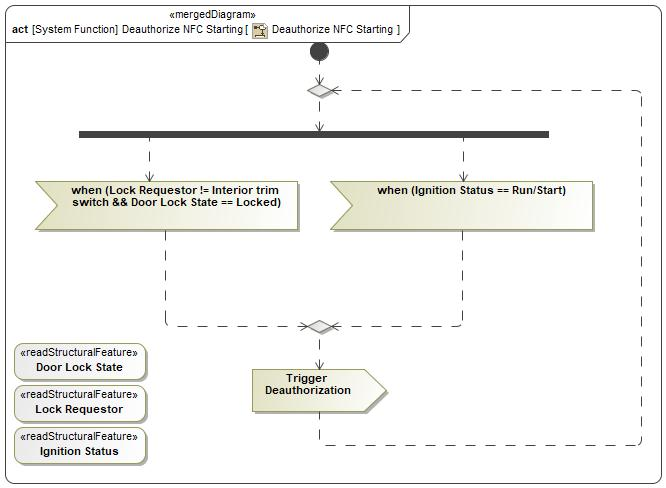 «mergedDiagram»
act [System Function] Deauthorize NFC Starting [ Deauthorize NFC Starting ]
when (Lock Requestor != Interior trim
switch && Door Lock State == Locked)
when (Ignition Status == Run/Start)
Trigger
Deauthorization
«readStructuralFeature»
Door Lock State
«readStructuralFeature»
Lock Requestor
«readStructuralFeature»
Ignition Status